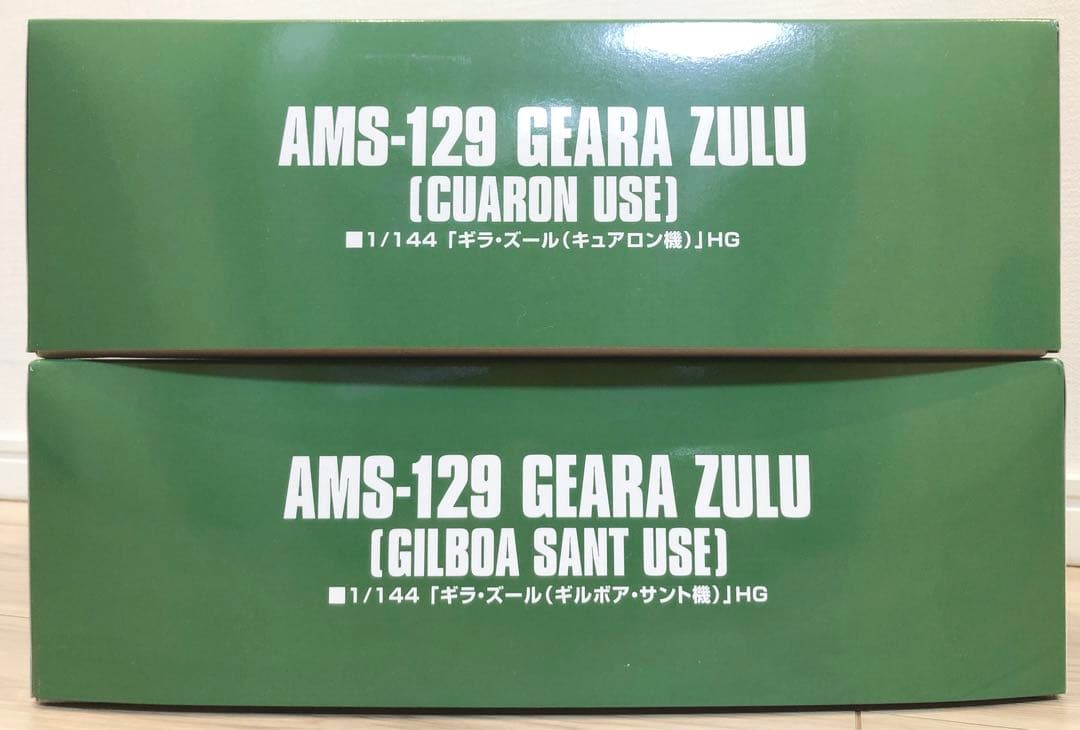 AMS-129 GEARA ZULU
(CUARON USE)
■1/144「ギラ・ズール(キュアロン機)」HG
AMS-129 GEARA ZULU
(GILBOA SANT USE)
■1/144「ギラ・ズール(ギルボア・サント機)」HG